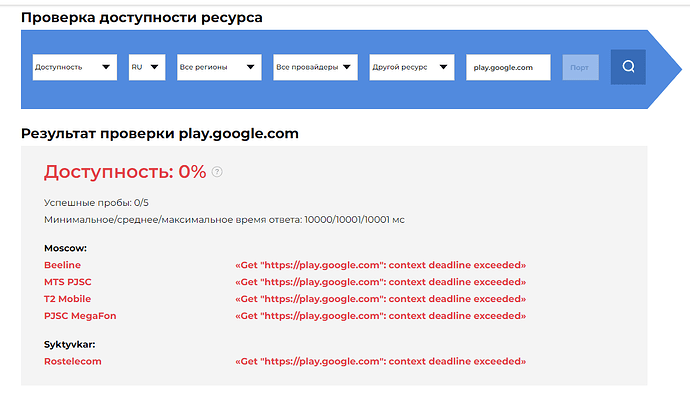 Проверка доступности ресурса
Доступность RU Все регионы Все провайдеры Другой ресурс play.google.com Порт
Результат проверки play.google.com
Доступность: 0% ?
Успешные пробы: 0/5
Минимальное/среднее/максимальное время ответа: 10000/10001/10001 мс
Moscow:
Beeline «Get "https://play.google.com": context deadline exceeded»
MTS PJSC «Get "https://play.google.com": context deadline exceeded»
T2 Mobile «Get "https://play.google.com": context deadline exceeded»
PJSC MegaFon «Get "https://play.google.com": context deadline exceeded»
Syktyvkar:
Rostelecom «Get "https://play.google.com": context deadline exceeded»